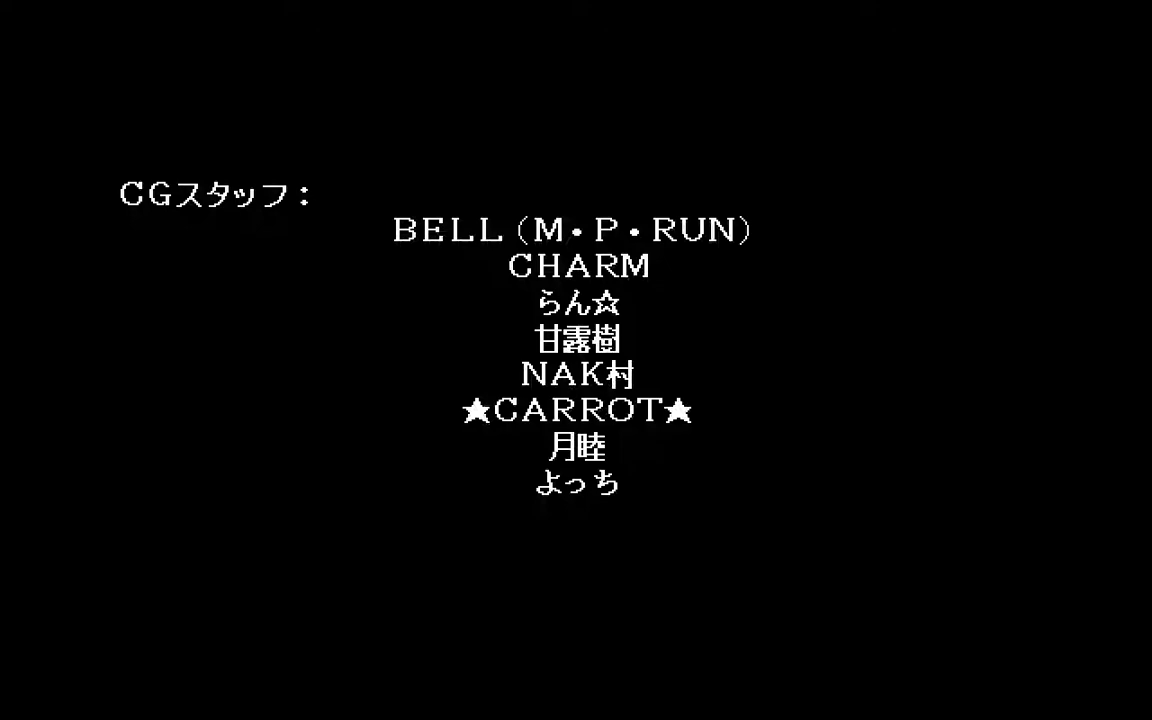 CGスタッフ：
BELL（M・P・RUN）
CHARM
らん☆
甘露樹
NAK村
★CARROT★
月睦
よっち